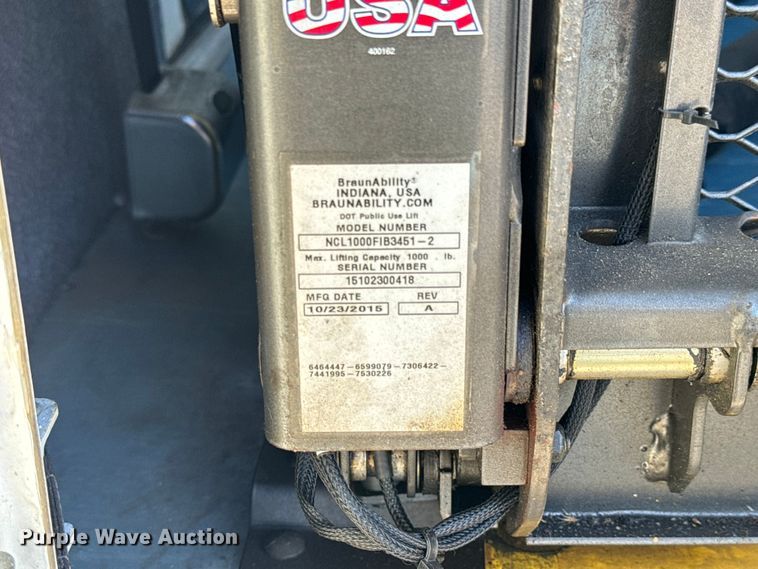 USA
400162
BraunAbility®
INDIANA, USA
BRAUNABILITY.COM
DOT Public Use Lift
MODEL NUMBER
NCL1000FIB3451-2
Max. Lifting Capacity 1000 lb.
SERIAL NUMBER
15102300418
MFG DATE REV
10/23/2015 A
6464447-6599079-7306422-
7441995-7530226
Purple Wave Auction